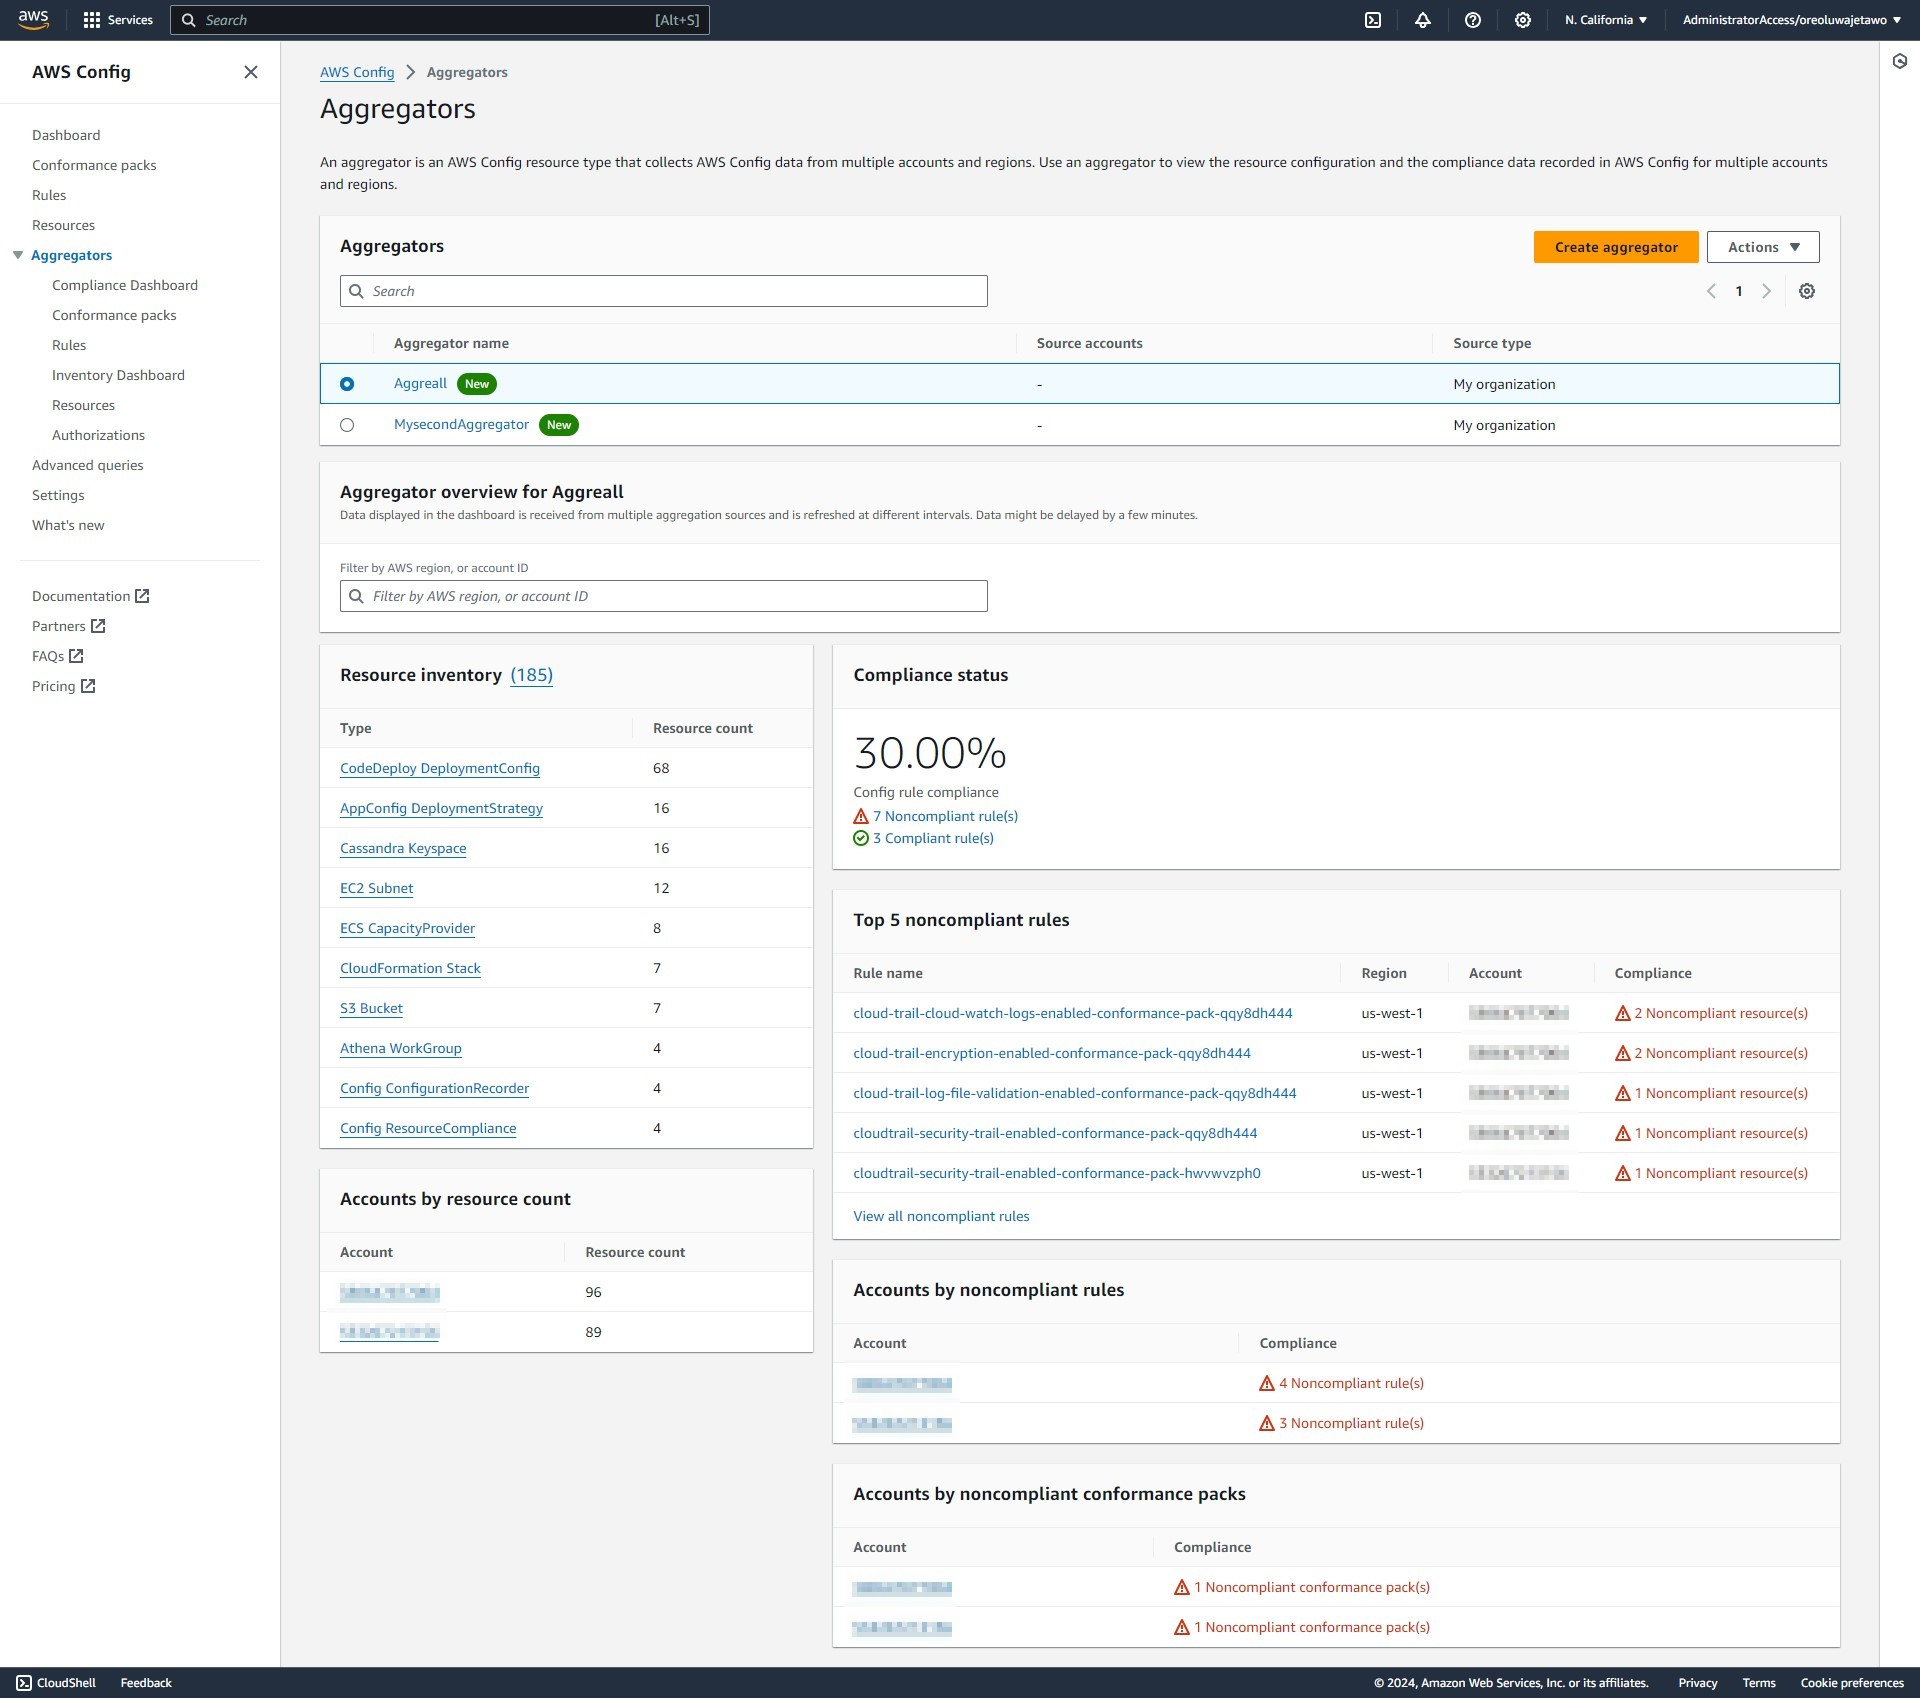 aws
Services
Search
[Alt+S]
N. California
AdministratorAccess/oreoluwajetawo
AWS Config
Dashboard
Conformance packs
Rules
Resources
Aggregators
Compliance Dashboard
Conformance packs
Rules
Inventory Dashboard
Resources
Authorizations
Advanced queries
Settings
What's new
Documentation
Partners
FAQs
Pricing
AWS Config > Aggregators
Aggregators
An aggregator is an AWS Config resource type that collects AWS Config data from multiple accounts and regions. Use an aggregator to view the resource configuration and the compliance data recorded in AWS Config for multiple accounts
and regions.
Aggregators
Create aggregator
Actions
Search
1
Aggregator name Source accounts Source type
Aggreall New - My organization
MysecondAggregator New - My organization
Aggregator overview for Aggreall
Data displayed in the dashboard is received from multiple aggregation sources and is refreshed at different intervals. Data might be delayed by a few minutes.
Filter by AWS region, or account ID
Filter by AWS region, or account ID
Resource inventory (185)
Type Resource count
CodeDeploy DeploymentConfig 68
AppConfig DeploymentStrategy 16
Cassandra Keyspace 16
EC2 Subnet 12
ECS CapacityProvider 8
CloudFormation Stack 7
S3 Bucket 7
Athena WorkGroup 4
Config ConfigurationRecorder 4
Config ResourceCompliance 4
Accounts by resource count
Account Resource count
96
89
Compliance status
30.00%
Config rule compliance
7 Noncompliant rule(s)
3 Compliant rule(s)
Top 5 noncompliant rules
Rule name Region Account Compliance
cloud-trail-cloud-watch-logs-enabled-conformance-pack-qqy8dh444 us-west-1 2 Noncompliant resource(s)
cloud-trail-encryption-enabled-conformance-pack-qqy8dh444 us-west-1 2 Noncompliant resource(s)
cloud-trail-log-file-validation-enabled-conformance-pack-qqy8dh444 us-west-1 1 Noncompliant resource(s)
cloudtrail-security-trail-enabled-conformance-pack-qqy8dh444 us-west-1 1 Noncompliant resource(s)
cloudtrail-security-trail-enabled-conformance-pack-hwvwvzph0 us-west-1 1 Noncompliant resource(s)
View all noncompliant rules
Accounts by noncompliant rules
Account Compliance
4 Noncompliant rule(s)
3 Noncompliant rule(s)
Accounts by noncompliant conformance packs
Account Compliance
1 Noncompliant conformance pack(s)
1 Noncompliant conformance pack(s)
CloudShell Feedback
© 2024, Amazon Web Services, Inc. or its affiliates. Privacy Terms Cookie preferences